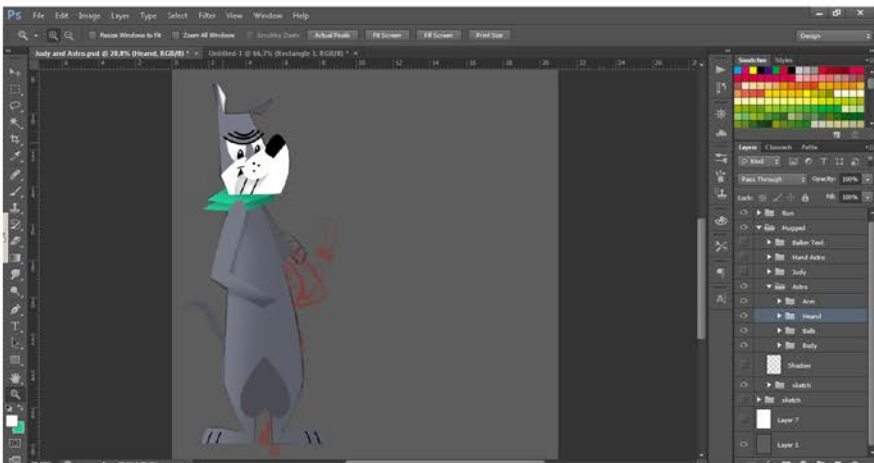 Ps File Edit Image Layer Type Select Filter View Window Help
Resize Windows to Fit Zoom All Windows Scrubby Zoom Actual Pixels Fit Screen Fill Screen Print Size Design
Judy and Astro.psd @ 20,8% (Heand, RGB/8) * × Untitled-1 @ 66,7% (Rectangle 1, RGB/8) * ×
Swatches Styles
Layers Channels Paths
Kind
Pass Through Opacity: 100%
Lock: Fill: 100%
Run
Hugged
Ballon Text
Hand Astro
Judy
Astro
Arm
Heand
Balls
Body
Shadow
sketch
sketch
Layer 7
Layer 1